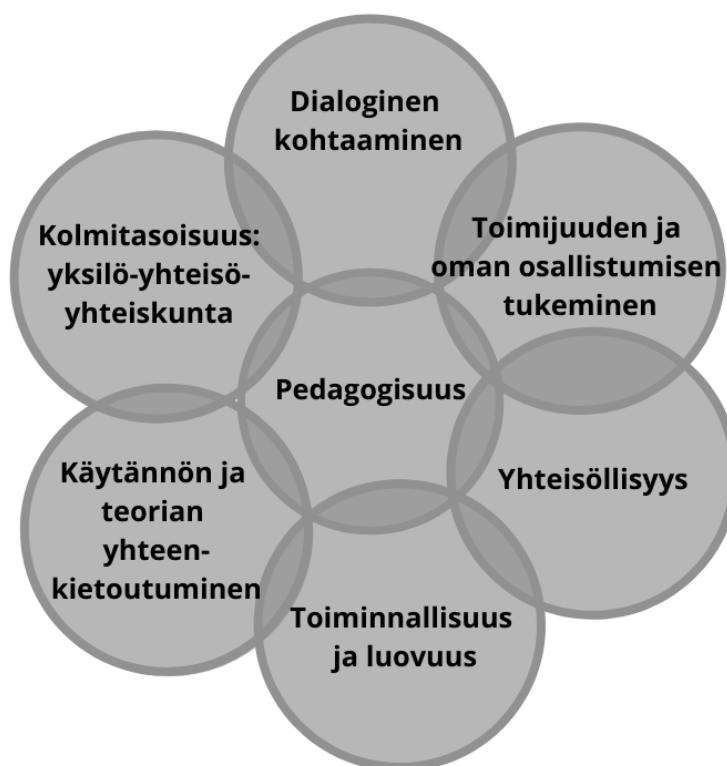 Dialoginen
kohtaaminen
Kolmitasoisuus:
yksilö-yhteisö-
yhteiskunta
Toimijuuden ja
oman osallistumisen
tukeminen
Pedagogisuus
Käytännön ja
teorian
yhteen-
kietoutuminen
Yhteisöllisyys
Toiminnallisuus
ja luovuus